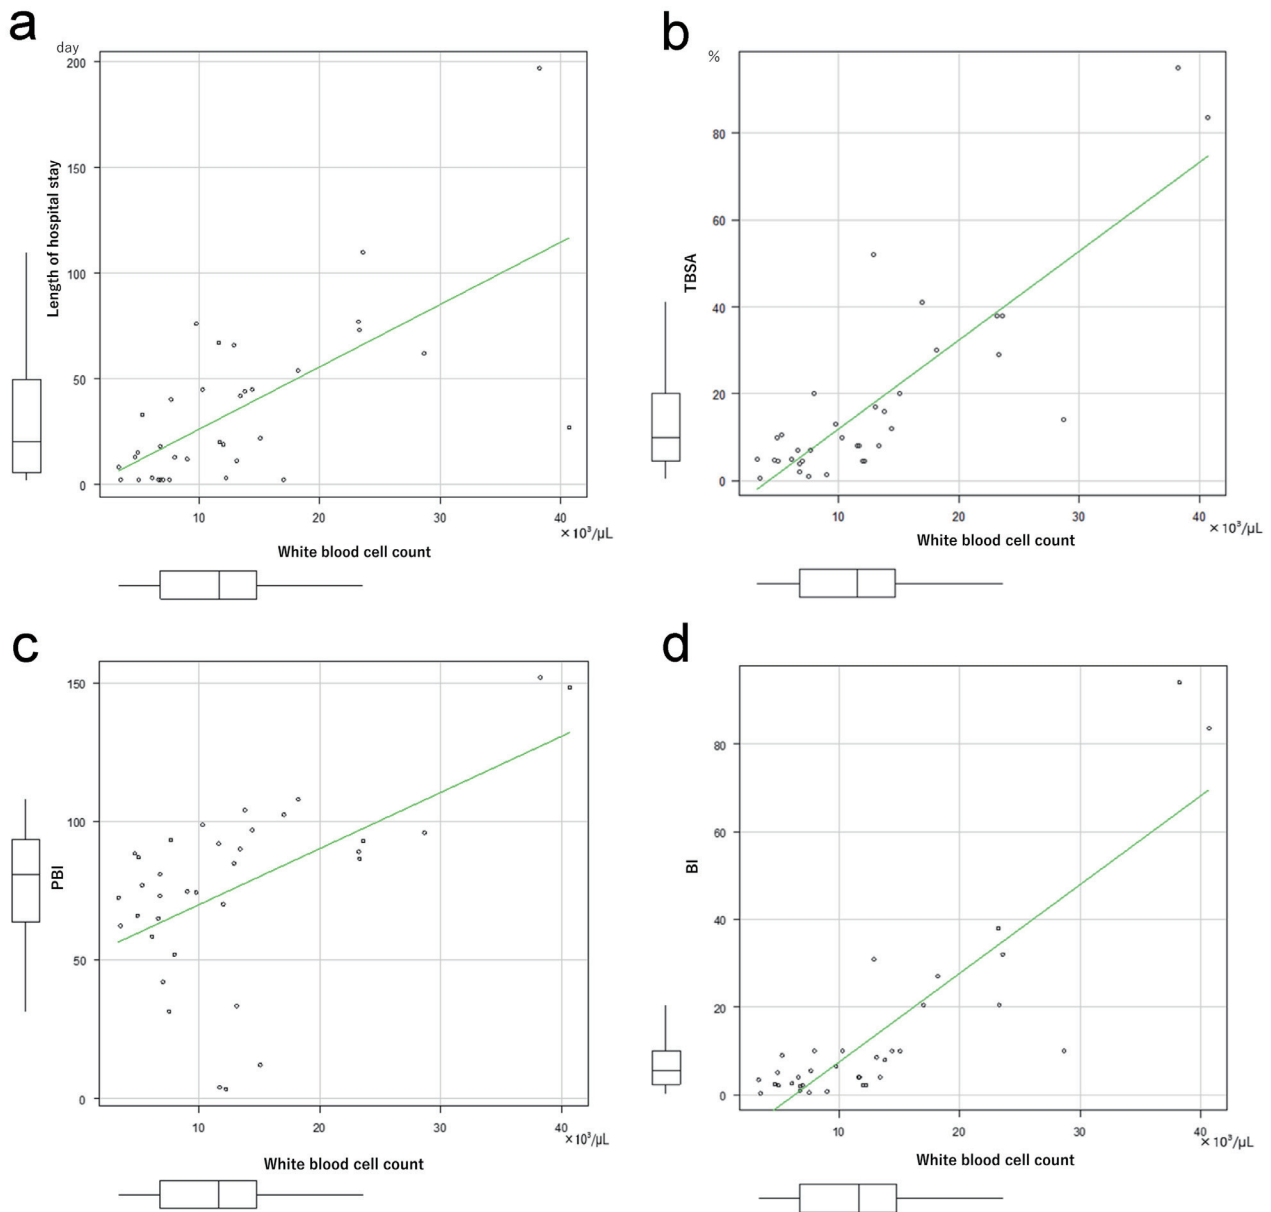 a
day
200
150
100
50
0
Length of hospital stay
10 20 30 40
×10³/μL
White blood cell count
b
%
80
60
40
20
0
TBSA
10 20 30 40
×10³/μL
White blood cell count
c
150
100
50
0
PBI
10 20 30 40
×10³/μL
White blood cell count
d
80
60
40
20
0
BI
10 20 30 40
×10³/μL
White blood cell count